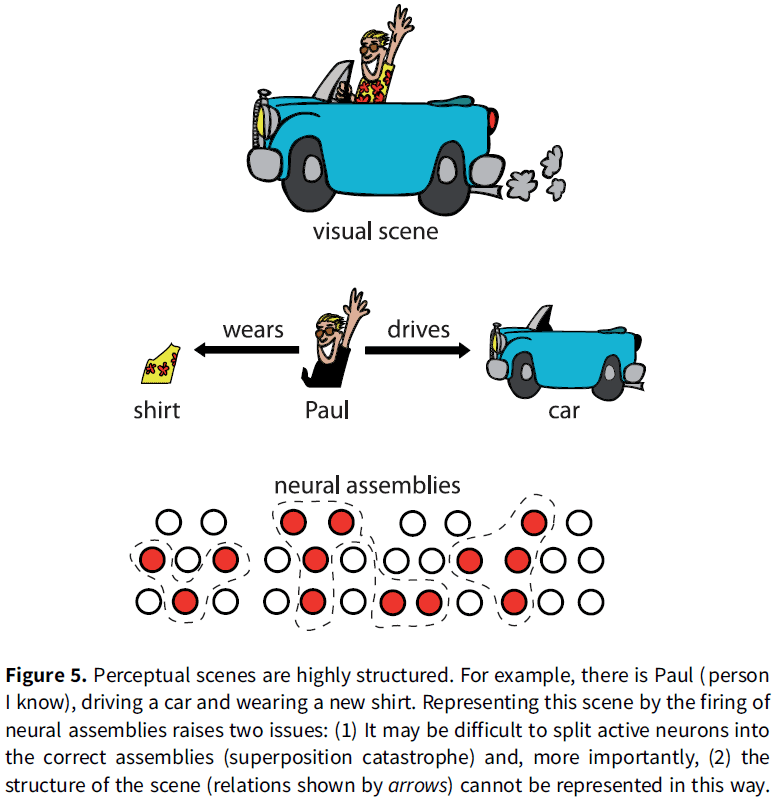 visual scene
wears
drives
shirt
Paul
car
neural assemblies
Figure 5. Perceptual scenes are highly structured. For example, there is Paul (person
I know), driving a car and wearing a new shirt. Representing this scene by the firing of
neural assemblies raises two issues: (1) It may be difficult to split active neurons into
the correct assemblies (superposition catastrophe) and, more importantly, (2) the
structure of the scene (relations shown by arrows) cannot be represented in this way.